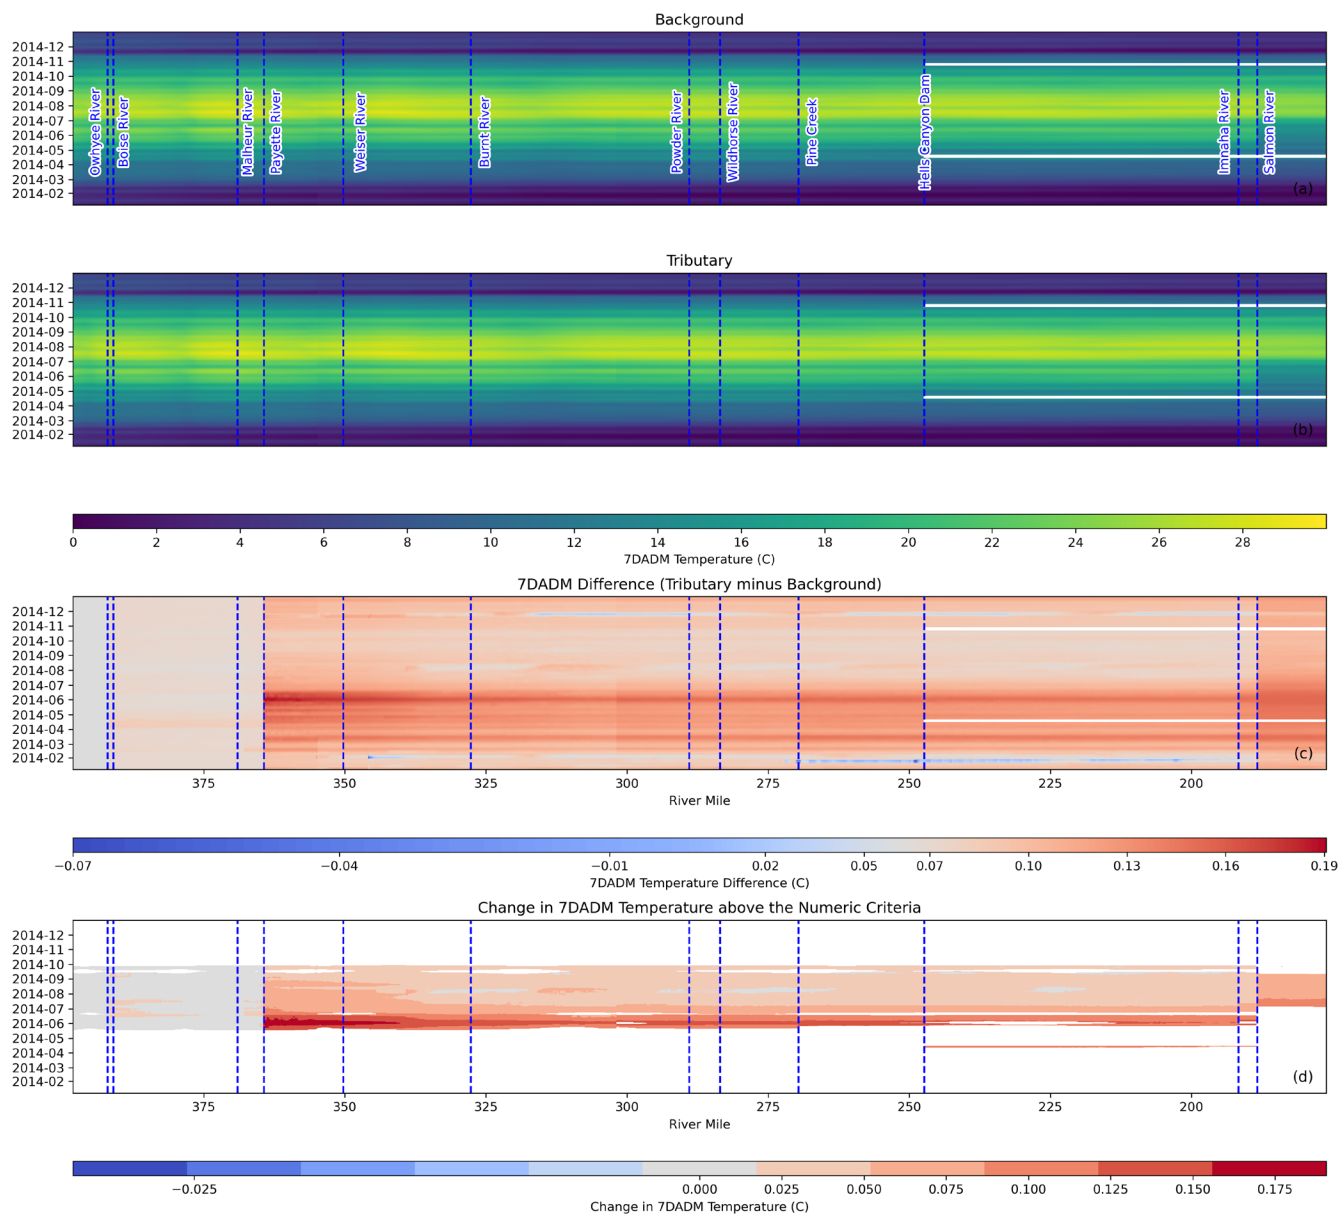 Background
2014-12
2014-11
2014-10
2014-09
2014-08
2014-07
2014-06
2014-05
2014-04
2014-03
2014-02
Owhyee River
Boise River
Malheur River
Payette River
Weiser River
Burnt River
Powder River
Wildhorse River
Pine Creek
Hells Canyon Dam
Imnaha River
Salmon River
(a)
Tributary
2014-12
2014-11
2014-10
2014-09
2014-08
2014-07
2014-06
2014-05
2014-04
2014-03
2014-02
(b)
0 2 4 6 8 10 12 14 16 18 20 22 24 26 28
7DADM Temperature (C)
7DADM Difference (Tributary minus Background)
2014-12
2014-11
2014-10
2014-09
2014-08
2014-07
2014-06
2014-05
2014-04
2014-03
2014-02
(c)
375 350 325 300 275 250 225 200
River Mile
−0.07 −0.04 −0.01 0.02 0.05 0.07 0.10 0.13 0.16 0.19
7DADM Temperature Difference (C)
Change in 7DADM Temperature above the Numeric Criteria
2014-12
2014-11
2014-10
2014-09
2014-08
2014-07
2014-06
2014-05
2014-04
2014-03
2014-02
(d)
375 350 325 300 275 250 225 200
River Mile
−0.025 0.000 0.025 0.050 0.075 0.100 0.125 0.150 0.175
Change in 7DADM Temperature (C)